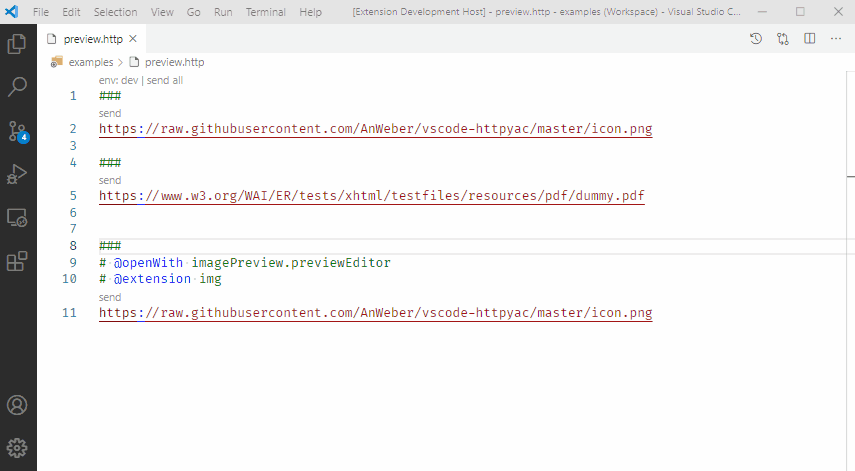 File Edit Selection View Go Run Terminal Help [Extension Development Host] - preview.http - examples (Workspace) - Visual Studio C...
preview.http
examples > preview.http
env: dev | send all
1 ###
send
2 https://raw.githubusercontent.com/AnWeber/vscode-httpyac/master/icon.png
3
4 ###
send
5 https://www.w3.org/WAI/ER/tests/xhtml/testfiles/resources/pdf/dummy.pdf
6
7
8 ###
9 # @openWith imagePreview.previewEditor
10 # @extension img
send
11 https://raw.githubusercontent.com/AnWeber/vscode-httpyac/master/icon.png
4